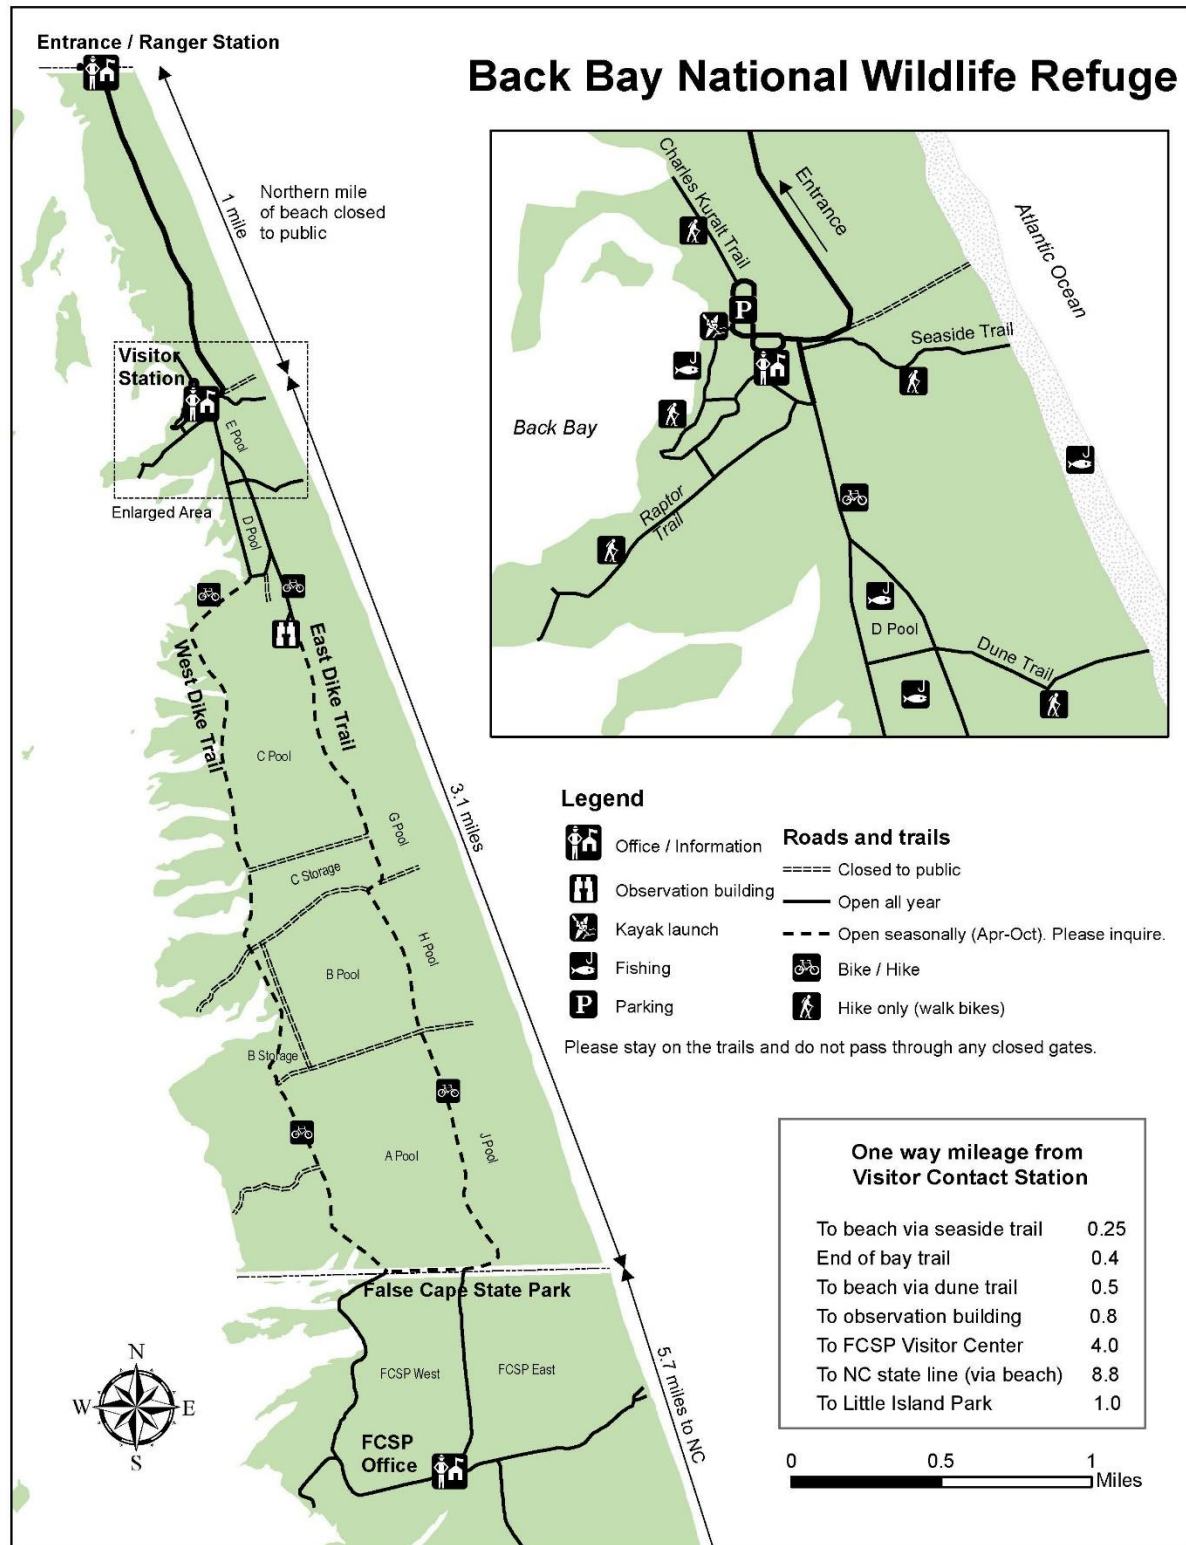 Entrance / Ranger Station
Back Bay National Wildlife Refuge
1 mile
Northern mile
of beach closed
to public
Visitor
Station
E Pool
Enlarged Area
D Pool
West Dike Trail
East Dike Trail
C Pool
G Pool
3.1 miles
C Storage
H Pool
B Pool
B Storage
A Pool
J Pool
False Cape State Park
FCSP West
FCSP East
5.7 miles to NC
FCSP
Office
N
W
E
S
Charles Kuralt Trail
Entrance
Atlantic Ocean
P
Seaside Trail
Back Bay
Raptor
Trail
D Pool
Dune Trail
Legend
Office / Information
Observation building
Kayak launch
Fishing
P
Parking
Roads and trails
Closed to public
Open all year
Open seasonally (Apr-Oct). Please inquire.
Bike / Hike
Hike only (walk bikes)
Please stay on the trails and do not pass through any closed gates.
One way mileage from
Visitor Contact Station
To beach via seaside trail 0.25
End of bay trail 0.4
To beach via dune trail 0.5
To observation building 0.8
To FCSP Visitor Center 4.0
To NC state line (via beach) 8.8
To Little Island Park 1.0
0 0.5 1
Miles